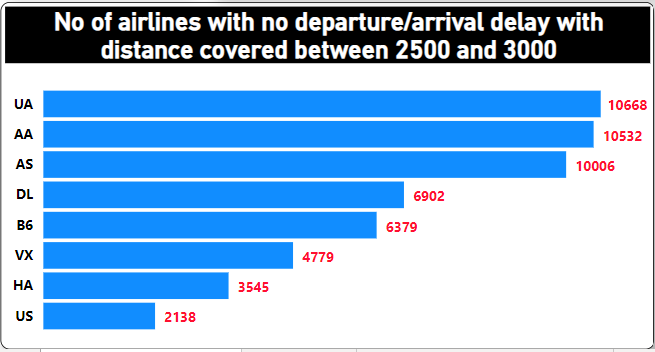 No of airlines with no departure/arrival delay with
distance covered between 2500 and 3000
UA 10668
AA 10532
AS 10006
DL 6902
B6 6379
VX 4779
HA 3545
US 2138